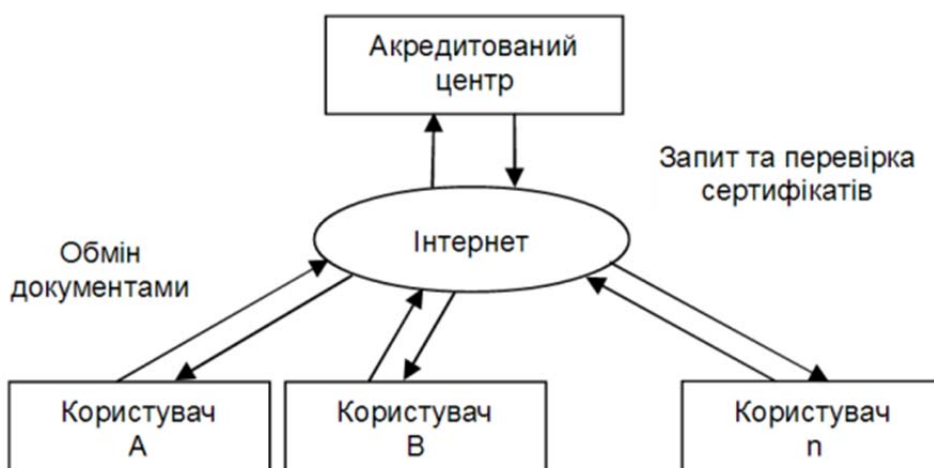 Акредитований
центр
Запит та перевірка
сертифікатів
Інтернет
Обмін
документами
Користувач
А
Користувач
В
Користувач
n